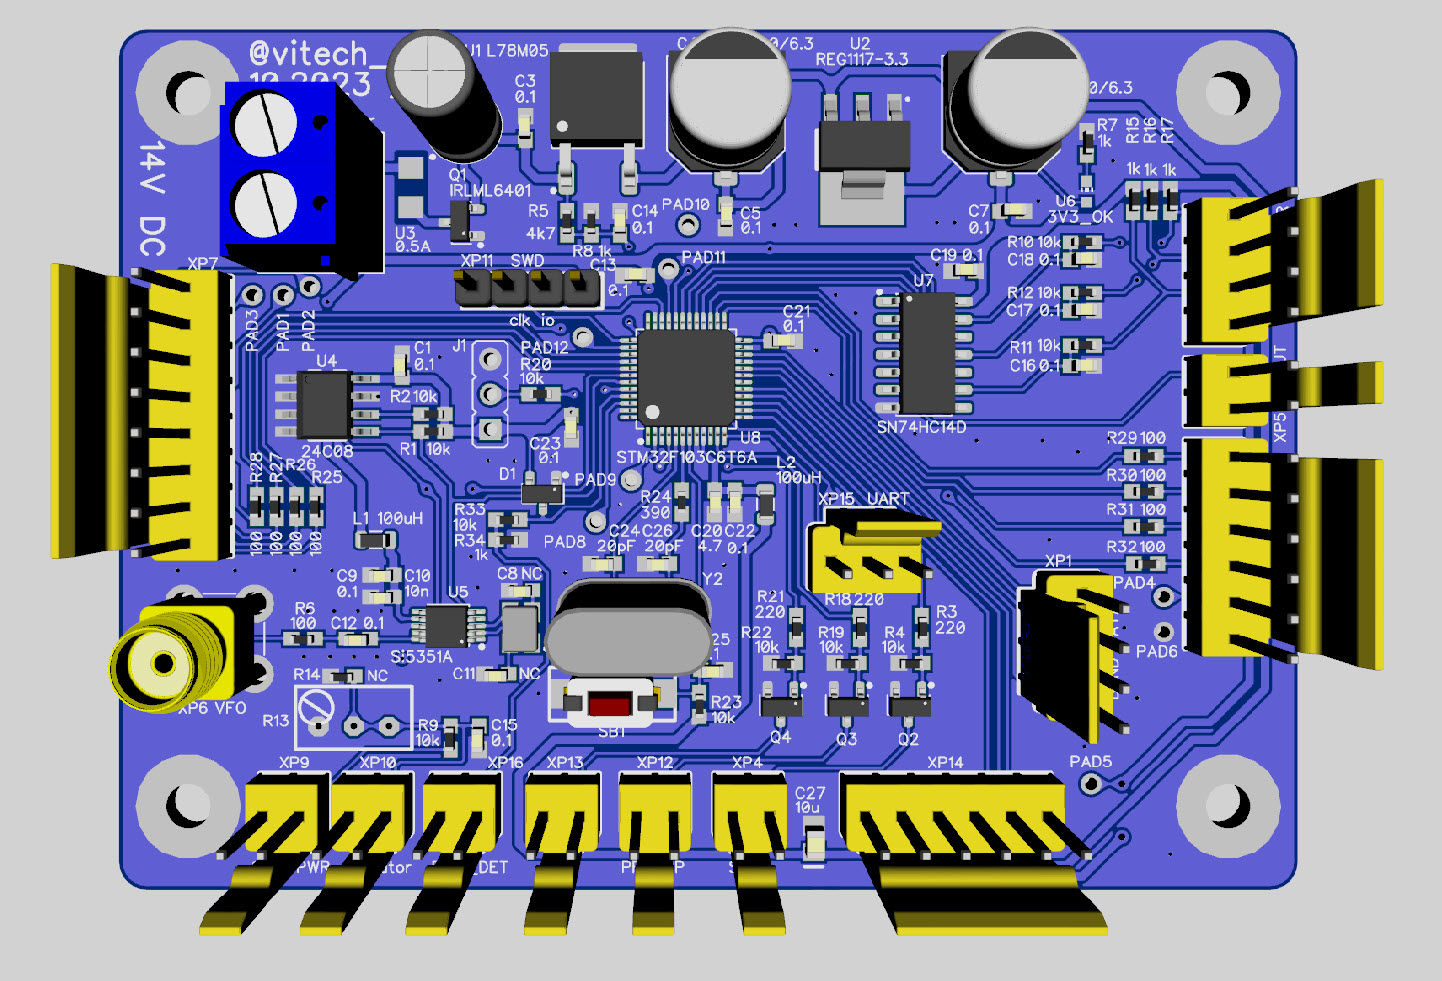 @vitech_
10.2023
14V DC
U1 L78M05
C3
0.1
0/6.3
U2
REG1117-3.3
0/6.3
R7
1k
R15
R16
R17
1k 1k 1k
Q1
IRLML6401
U3
0.5A
R5
4k7
R8 1k
C14
0.1
PAD10
C5
0.1
C7
0.1
U6
3V3_OK
R10 10k
C18 0.1
XP7
XP11 SWD
C13
0.1
PAD11
C19 0.1
U7
R12 10k
C17 0.1
PAD3
PAD1
PAD2
clk io
C21
0.1
R11 10k
C16 0.1
U4
C1
0.1
J1
PAD12
R20
10k
R2 10k
R1 10k
24C08
C23
0.1
U8
STM32F103C6T6A
SN74HC14D
XP5
R28
R27
R26
R25
100
100
100
100
D1
PAD9
R24
390
L2
100uH
R29 100
R30 100
R31 100
R32 100
L1 100uH
R33
10k
R34
1k
PAD8
C24
20pF
C26
20pF
C20
4.7
C22
0.1
XP15 UART
XP1
PAD4
PAD6
C9
0.1
C10
10n
U5
C8 NC
Y2
R6
100
C12 0.1
Si5351A
C11 NC
R21
220
R18 220
R3
220
R22
10k
R19
10k
R4
10k
R14 NC
XP6 VFO
R13
R9
10k
C15
0.1
SB1
R23
10k
Q4
Q3
Q2
XP9
XP10
XP16
XP13
XP12
XP4
XP14
PAD5
C27
10u
PWR
_DET